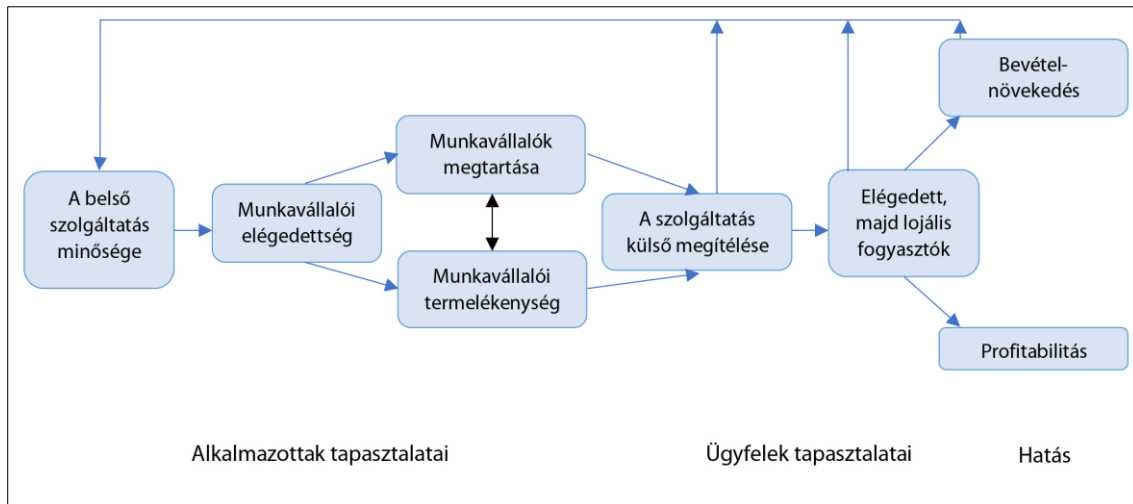 A belső
szolgáltatás
minősége
Munkavállalói
elégedettség
Munkavállalók
megtartása
Munkavállalói
termelékenység
A szolgáltatás
külső megítélése
Elégedett,
majd lojális
fogyasztók
Bevétel-
növekedés
Profitabilitás
Alkalmazottak tapasztalatai
Ügyfelek tapasztalatai
Hatás